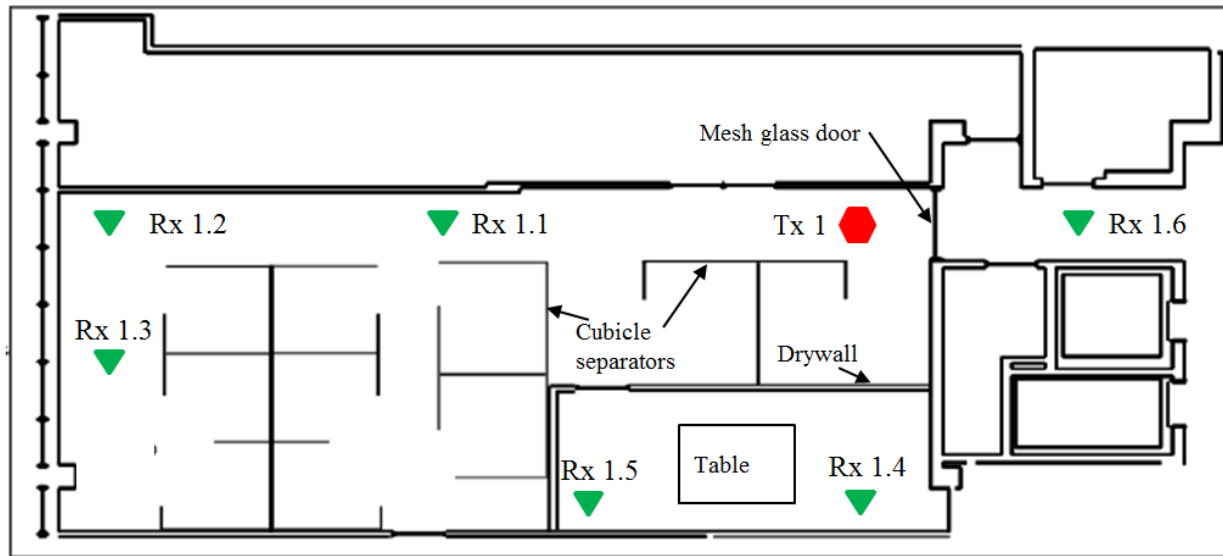 Mesh glass door
Rx 1.2
Rx 1.1
Tx 1
Rx 1.6
Rx 1.3
Cubicle
separators
Drywall
Rx 1.5
Table
Rx 1.4